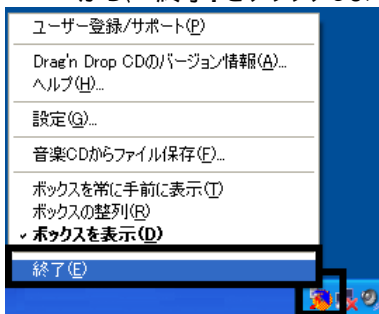 ユーザー登録/サポート(P)
Drag'n Drop CDのバージョン情報(A)...
ヘルプ(H)...
設定(G)...
音楽CDからファイル保存(F)...
ボックスを常に手前に表示(T)
ボックスの整列(R)
ボックスを表示(D)
終了(E)